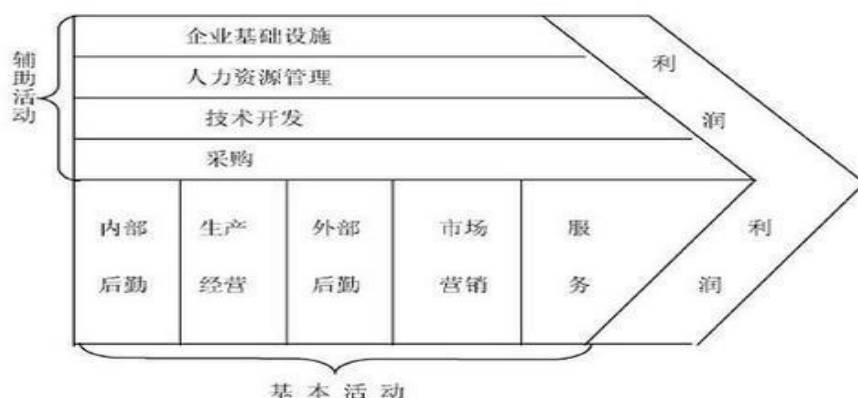 辅助活动
企业基础设施
人力资源管理
技术开发
采购
利润
内部后勤
生产经营
外部后勤
市场营销
服务
利润
基本活动